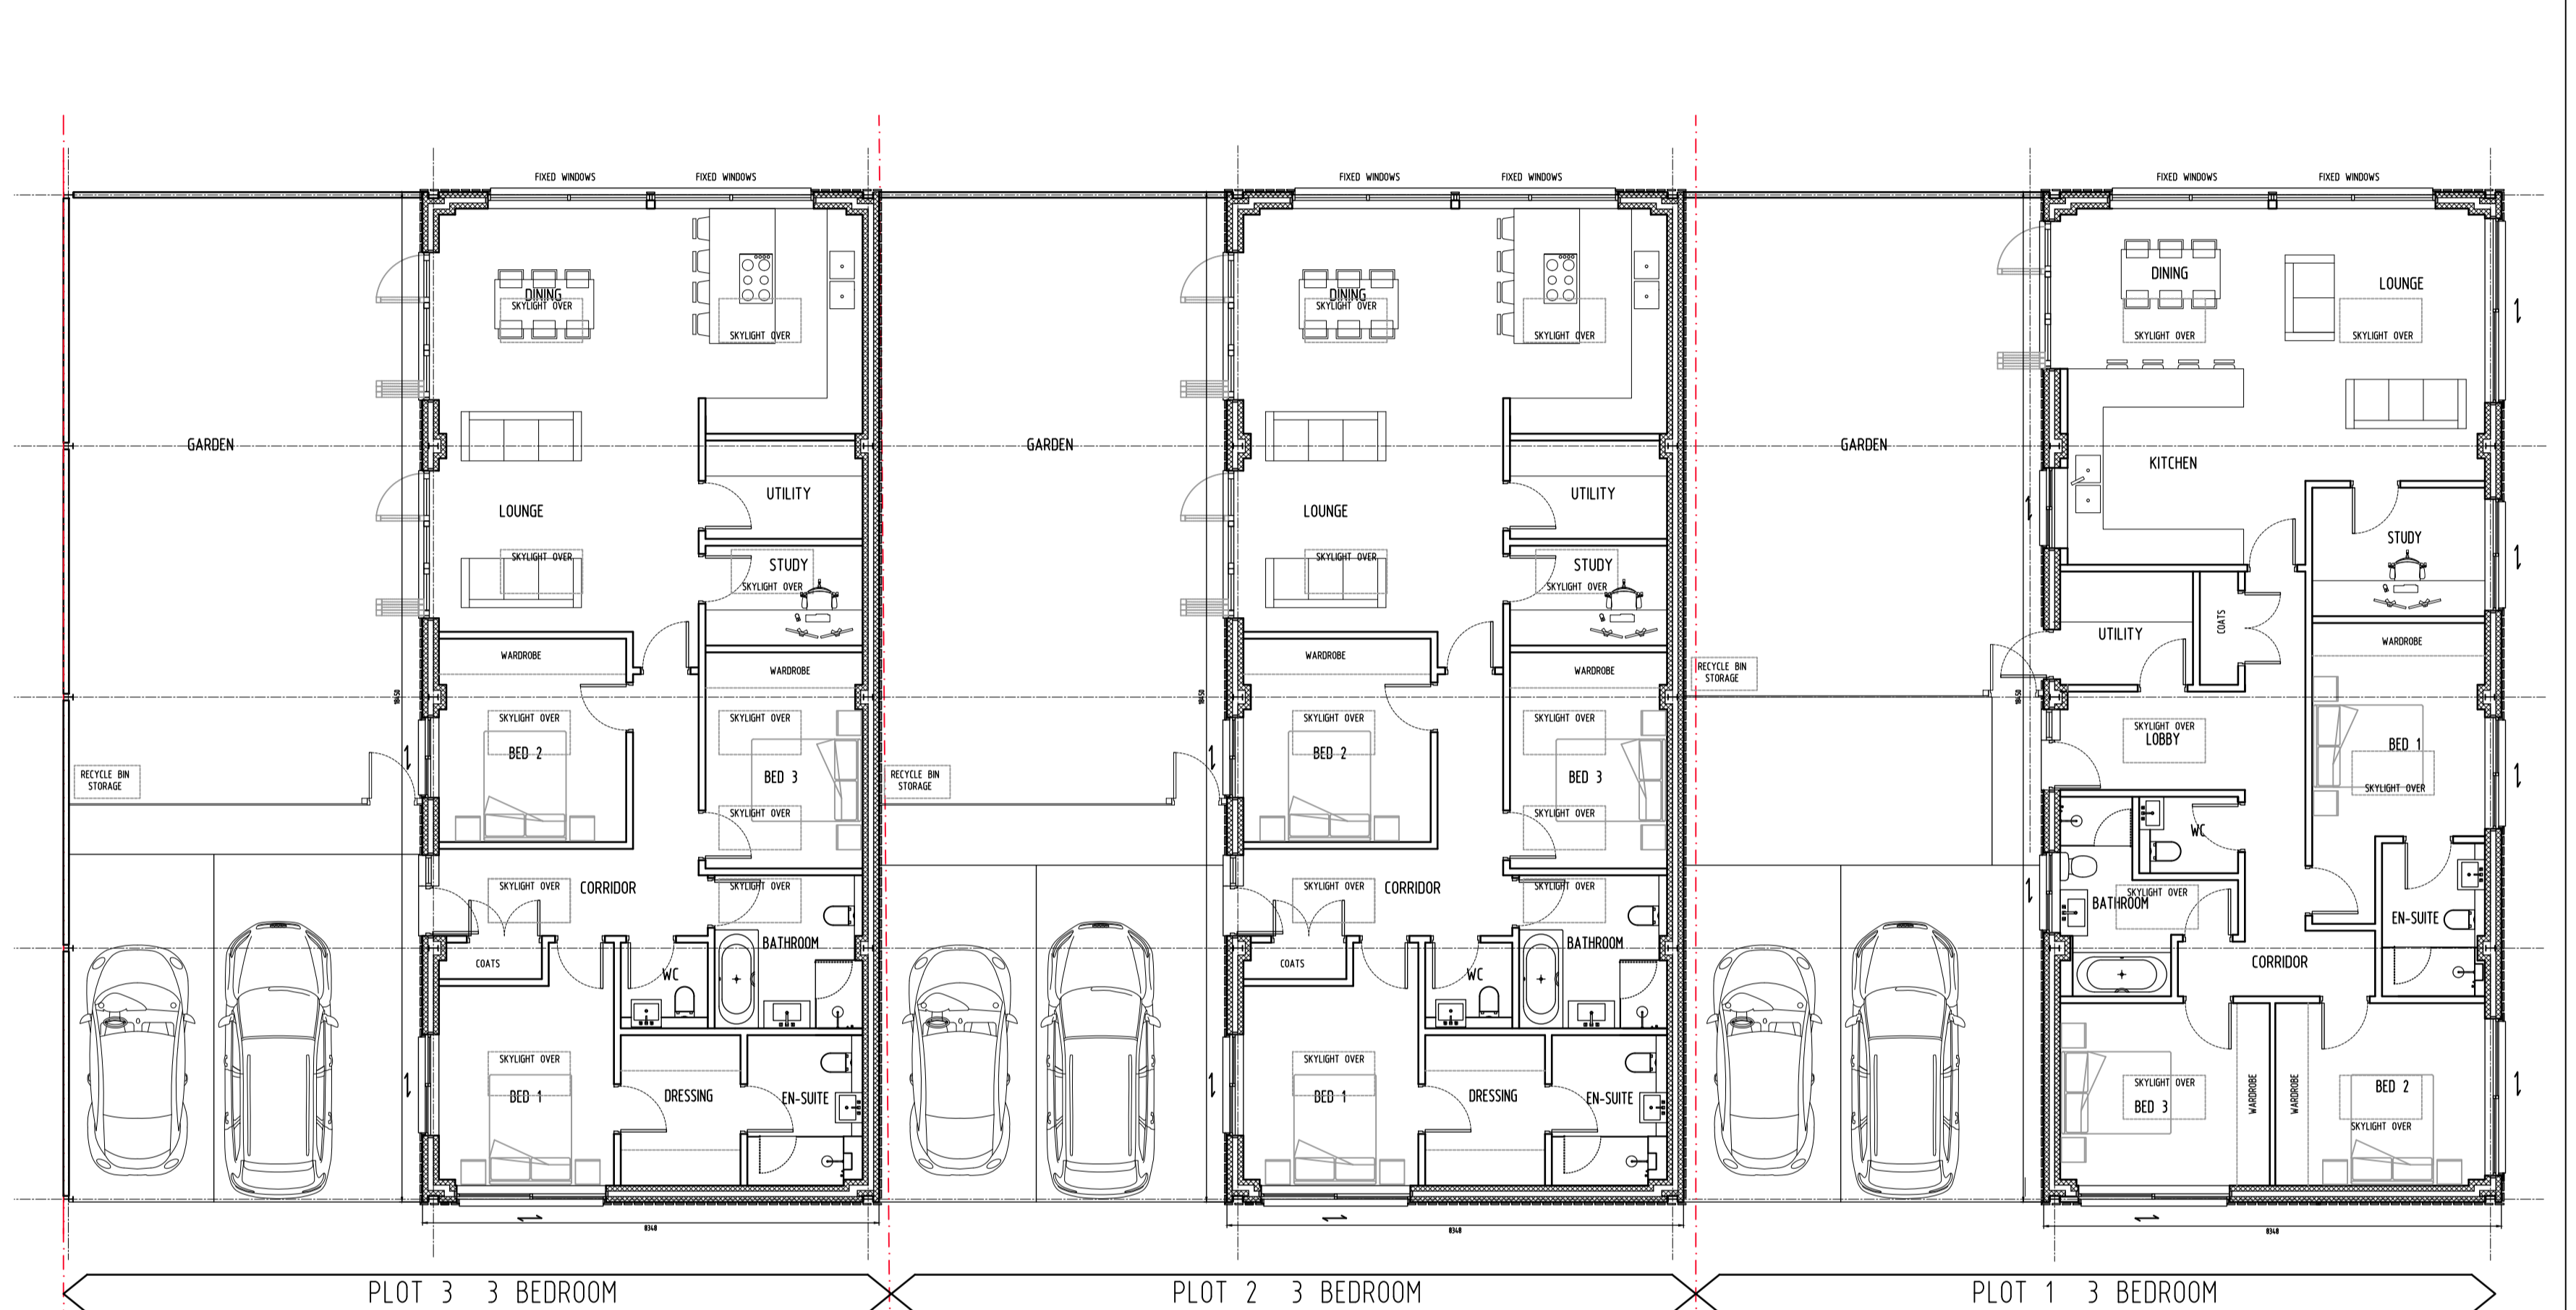 FIXED WINDOWS
FIXED WINDOWS
DINING
SKYLIGHT OVER
SKYLIGHT OVER
GARDEN
UTILITY
LOUNGE
SKYLIGHT OVER
STUDY
SKYLIGHT OVER
WARDROBE
WARDROBE
18450
SKYLIGHT OVER
SKYLIGHT OVER
BED 2
BED 3
RECYCLE BIN
STORAGE
SKYLIGHT OVER
SKYLIGHT OVER
CORRIDOR
SKYLIGHT OVER
BATHROOM
COATS
WC
SKYLIGHT OVER
BED 1
DRESSING
EN-SUITE
8348
PLOT 3 3 BEDROOM
FIXED WINDOWS
FIXED WINDOWS
DINING
SKYLIGHT OVER
SKYLIGHT OVER
GARDEN
UTILITY
LOUNGE
SKYLIGHT OVER
STUDY
SKYLIGHT OVER
WARDROBE
WARDROBE
18450
SKYLIGHT OVER
SKYLIGHT OVER
BED 2
BED 3
RECYCLE BIN
STORAGE
SKYLIGHT OVER
SKYLIGHT OVER
CORRIDOR
SKYLIGHT OVER
BATHROOM
COATS
WC
SKYLIGHT OVER
BED 1
DRESSING
EN-SUITE
8348
PLOT 2 3 BEDROOM
FIXED WINDOWS
FIXED WINDOWS
DINING
LOUNGE
SKYLIGHT OVER
SKYLIGHT OVER
GARDEN
KITCHEN
STUDY
COATS
UTILITY
WARDROBE
RECYCLE BIN
STORAGE
18450
SKYLIGHT OVER
LOBBY
BED 1
SKYLIGHT OVER
WC
SKYLIGHT OVER
BATHROOM
EN-SUITE
CORRIDOR
SKYLIGHT OVER
BED 3
WARDROBE
WARDROBE
BED 2
SKYLIGHT OVER
8348
PLOT 1 3 BEDROOM